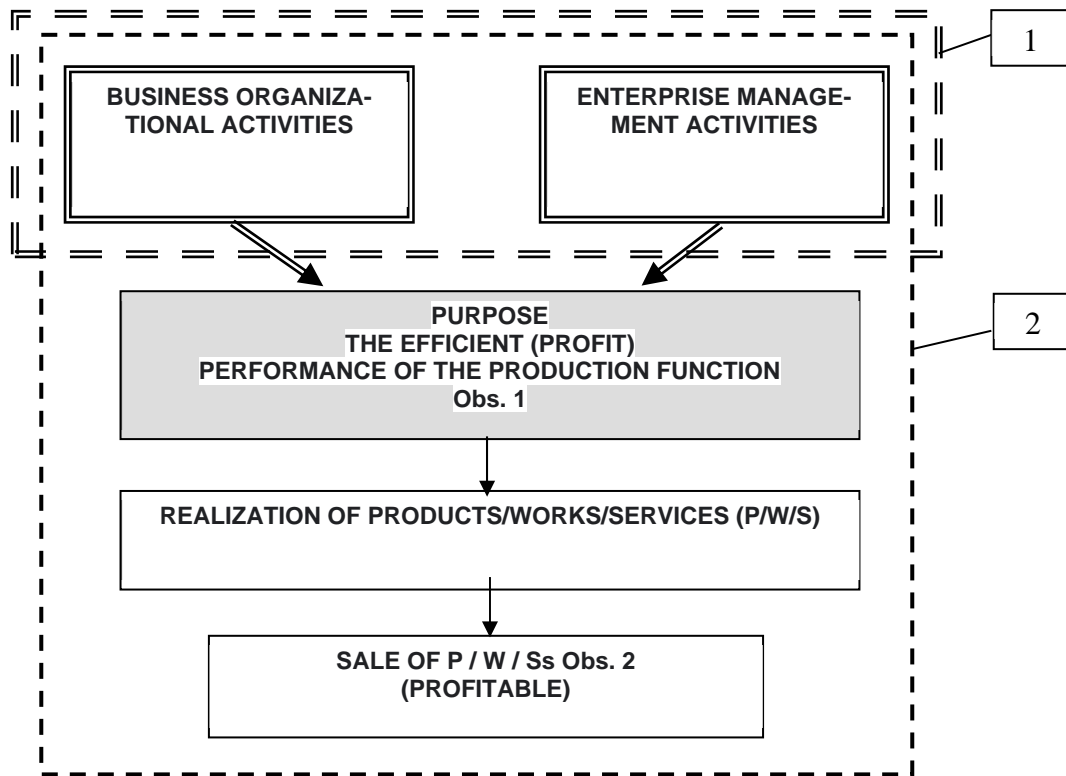 1
BUSINESS ORGANIZA-
TIONAL ACTIVITIES
ENTERPRISE MANAGE-
MENT ACTIVITIES
PURPOSE
THE EFFICIENT (PROFIT)
PERFORMANCE OF THE PRODUCTION FUNCTION
Obs. 1
2
REALIZATION OF PRODUCTS/WORKS/SERVICES (P/W/S)
SALE OF P / W / Ss Obs. 2
(PROFITABLE)